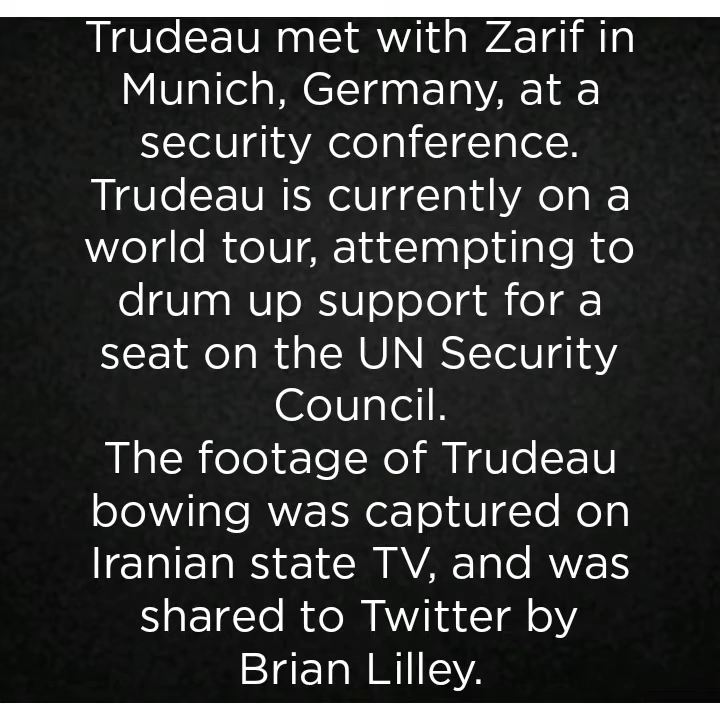 Trudeau met with Zarif in
Munich, Germany, at a
security conference.
Trudeau is currently on a
world tour, attempting to
drum up support for a
seat on the UN Security
Council.
The footage of Trudeau
bowing was captured on
Iranian state TV, and was
shared to Twitter by
Brian Lilley.